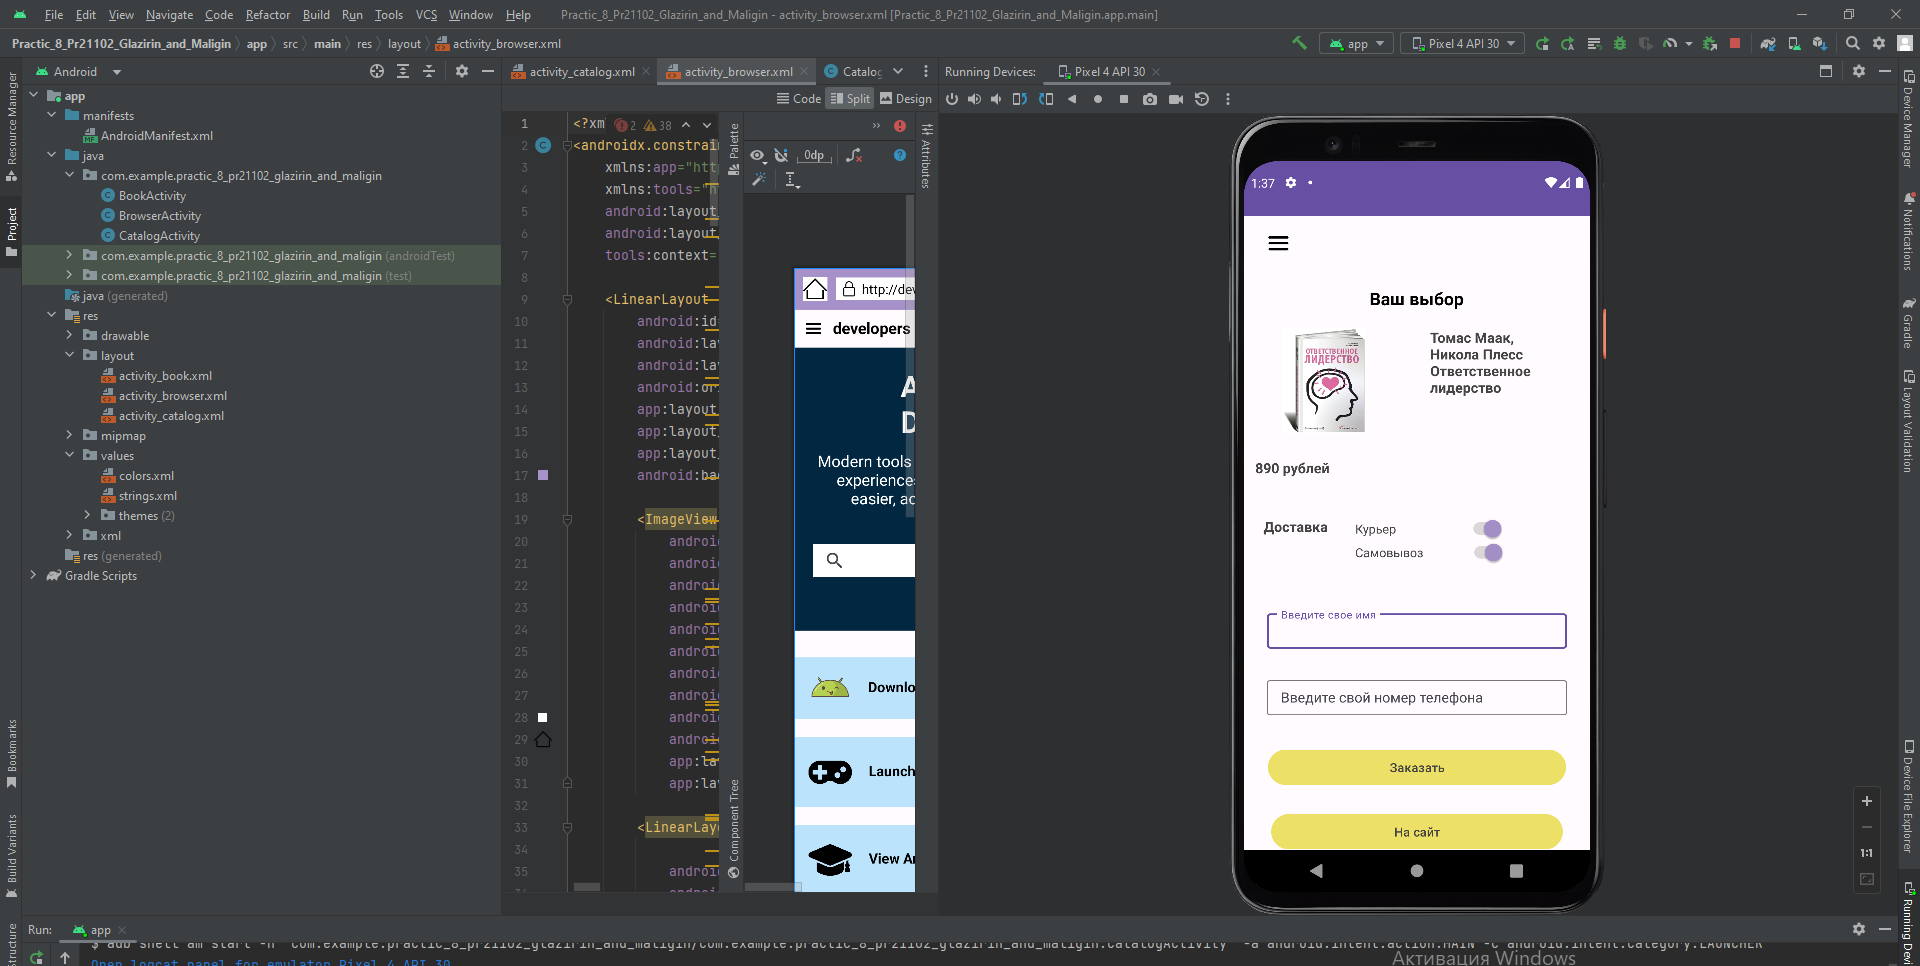 File Edit View Navigate Code Refactor Build Run Tools VCS Window Help Practic_8_Pr21102_Glazirin_and_Maligin - activity_browser.xml [Practic_8_Pr21102_Glazirin_and_Maligin.app.main]
Practic_8_Pr21102_Glazirin_and_Maligin app src main res layout activity_browser.xml app Pixel 4 API 30
Android
activity_catalog.xml activity_browser.xml Catalog
Running Devices: Pixel 4 API 30
Code Split Design
Resource Manager
Project
Bookmarks
Build Variants
Structure
app
manifests
AndroidManifest.xml
java
com.example.practic_8_pr21102_glazirin_and_maligin
BookActivity
BrowserActivity
CatalogActivity
com.example.practic_8_pr21102_glazirin_and_maligin (androidTest)
com.example.practic_8_pr21102_glazirin_and_maligin (test)
java (generated)
res
drawable
layout
activity_book.xml
activity_browser.xml
activity_catalog.xml
mipmap
values
colors.xml
strings.xml
themes (2)
xml
res (generated)
Gradle Scripts
1 <?xm 2 38
2 <androidx.constrai
3 xmlns:app="htt
4 xmlns:tools="h
5 android:layout_
6 android:layout_
7 tools:context=
8
9 <LinearLayout
10 android:id
11 android:lay
12 android:lay
13 android:or
14 app:layout_
15 app:layout_
16 app:layout_
17 android:ba
18
19 <ImageView
20 androi
21 androi
22 androi
23 androi
24 androi
25 androi
26 androi
27 androi
28 androi
29 androi
30 app:la
31 app:la
32
33 <LinearLay
34
35 androi
Palette
Component Tree
Attributes
0dp
http://dev
developers
A
D
Modern tools
experiences
easier, ac
Downlo
Launch
View Ar
1:37
Ваш выбор
ОТВЕТСТВЕННОЕ
ЛИДЕРСТВО
Томас Маак,
Никола Плесс
Ответственное
лидерство
890 рублей
Доставка Курьер
Самовывоз
Введите свое имя
Введите свой номер телефона
Заказать
На сайт
1:1
Device Manager
Notifications
Gradle
Layout Validation
Device File Explorer
Running Devi
Run: app
$ adb shell am start -n "com.example.practic_8_pr21102_glazirin_and_maligin/com.example.practic_8_pr21102_glazirin_and_maligin.CatalogActivity" -a android.intent.action.MAIN -c android.intent.category.LAUNCHER
Open logcat panel for emulator Pixel 4 API 30
Активация Windows